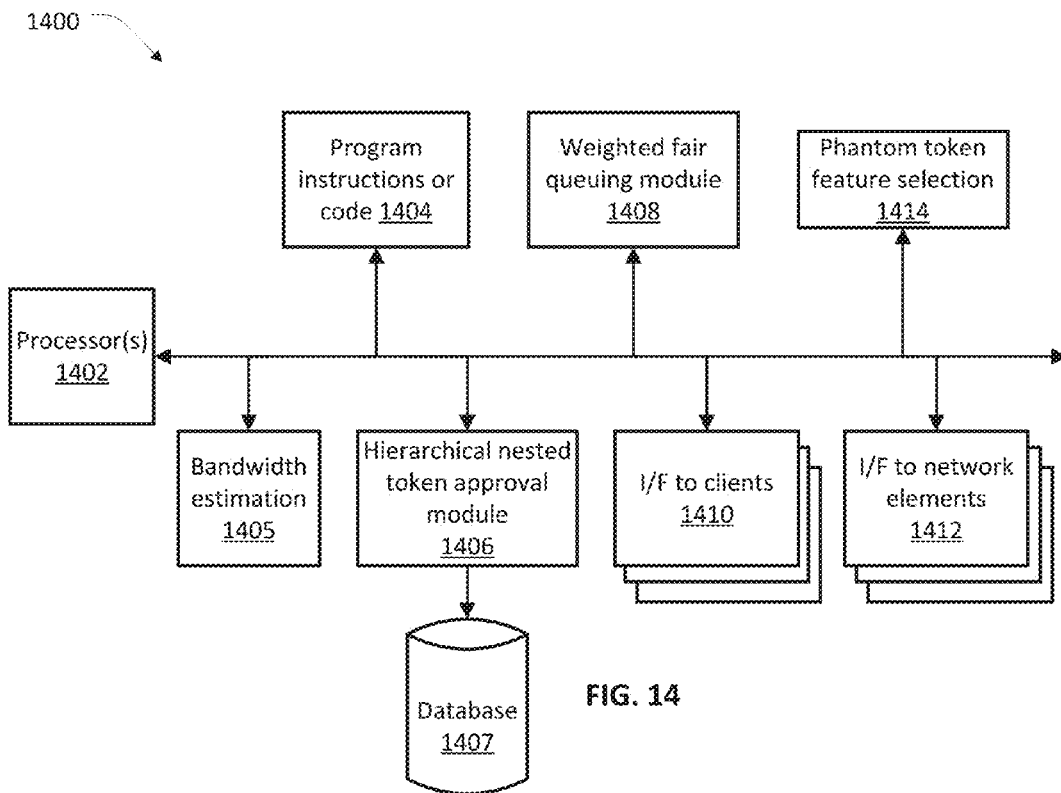 1400
Program
instructions or
code 1404
Weighted fair
queuing module
1408
Phantom token
feature selection
1414
Processor(s)
1402
Bandwidth
estimation
1405
Hierarchical nested
token approval
module
1406
I/F to clients
1410
I/F to network
elements
1412
Database
1407
FIG. 14